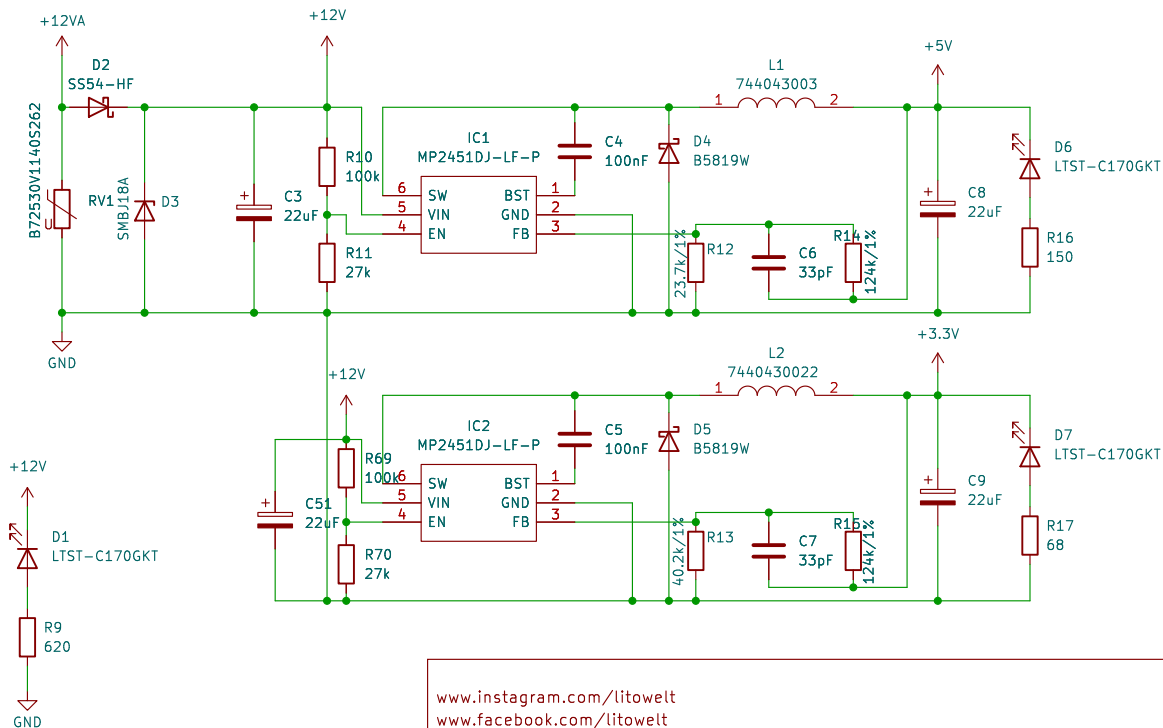 +12VA
+12V
+5V
D2
SS54-HF
L1
744043003
1
2
B72530V1140S262
RV1
U
SMBJ18A
D3
C3
22uF
R10
100k
R11
27k
IC1
MP2451DJ-LF-P
6
SW
5
VIN
4
EN
BST
1
GND
2
FB
3
C4
100nF
D4
B5819W
23.7k/1%
R12
C6
33pF
R14
124k/1%
C8
22uF
D6
LTST-C170GKT
R16
150
GND
+12V
+3.3V
L2
7440430022
1
2
C51
22uF
R69
100k
R70
27k
IC2
MP2451DJ-LF-P
6
SW
5
VIN
4
EN
BST
1
GND
2
FB
3
C5
100nF
D5
B5819W
40.2k/1%
R13
C7
33pF
R15
124k/1%
C9
22uF
D7
LTST-C170GKT
R17
68
+12V
D1
LTST-C170GKT
R9
620
GND
www.instagram.com/litowelt
www.facebook.com/litowelt